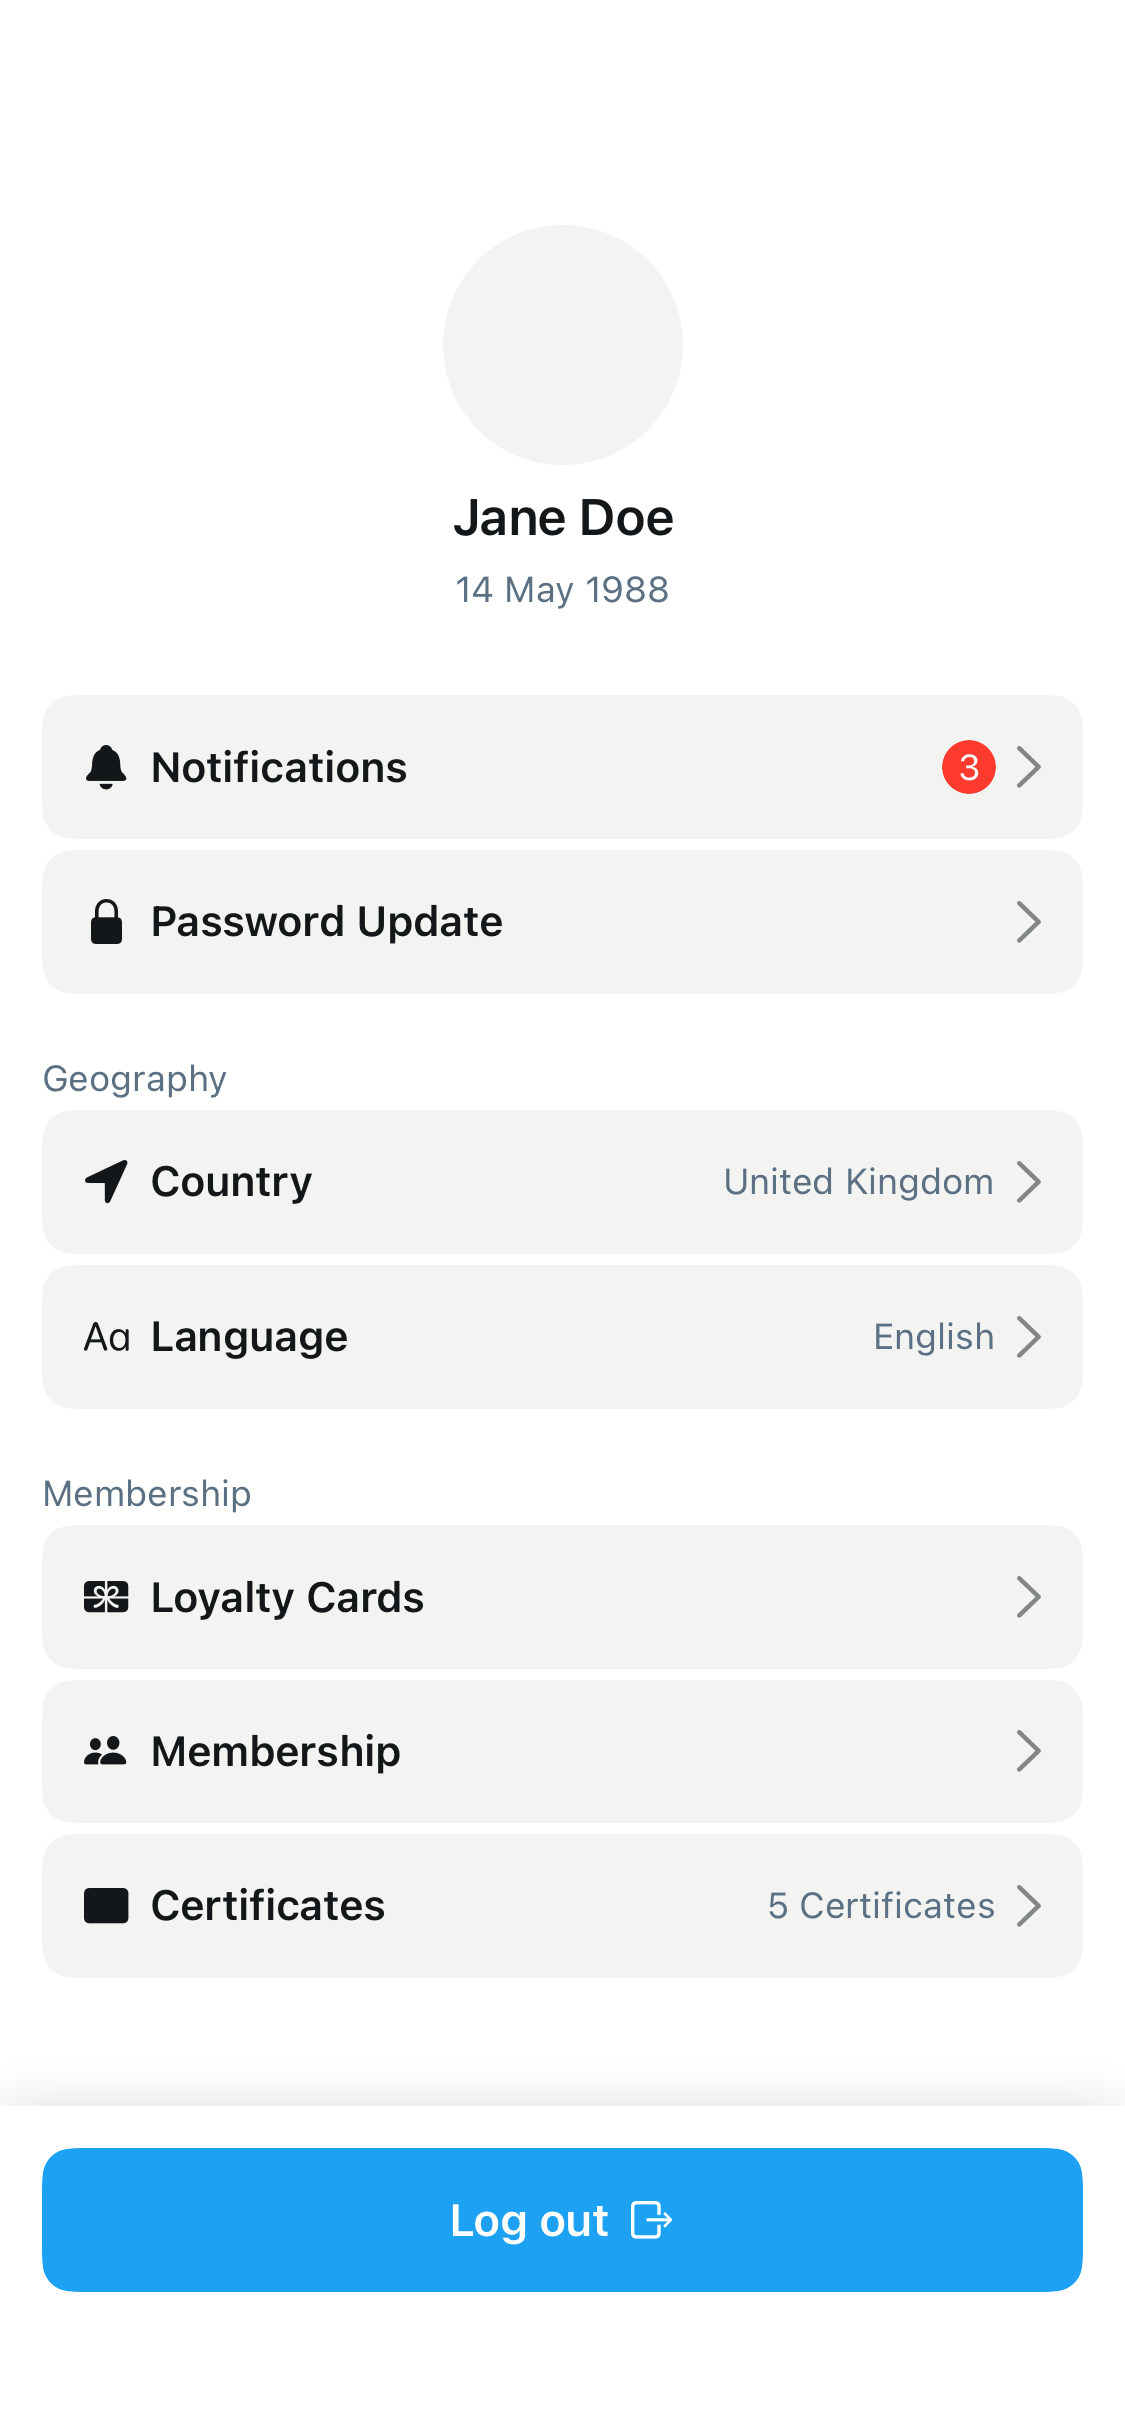 Jane Doe
14 May 1988
Notifications 3
Password Update
Geography
Country United Kingdom
Aa Language English
Membership
Loyalty Cards
Membership
Certificates 5 Certificates
Log out